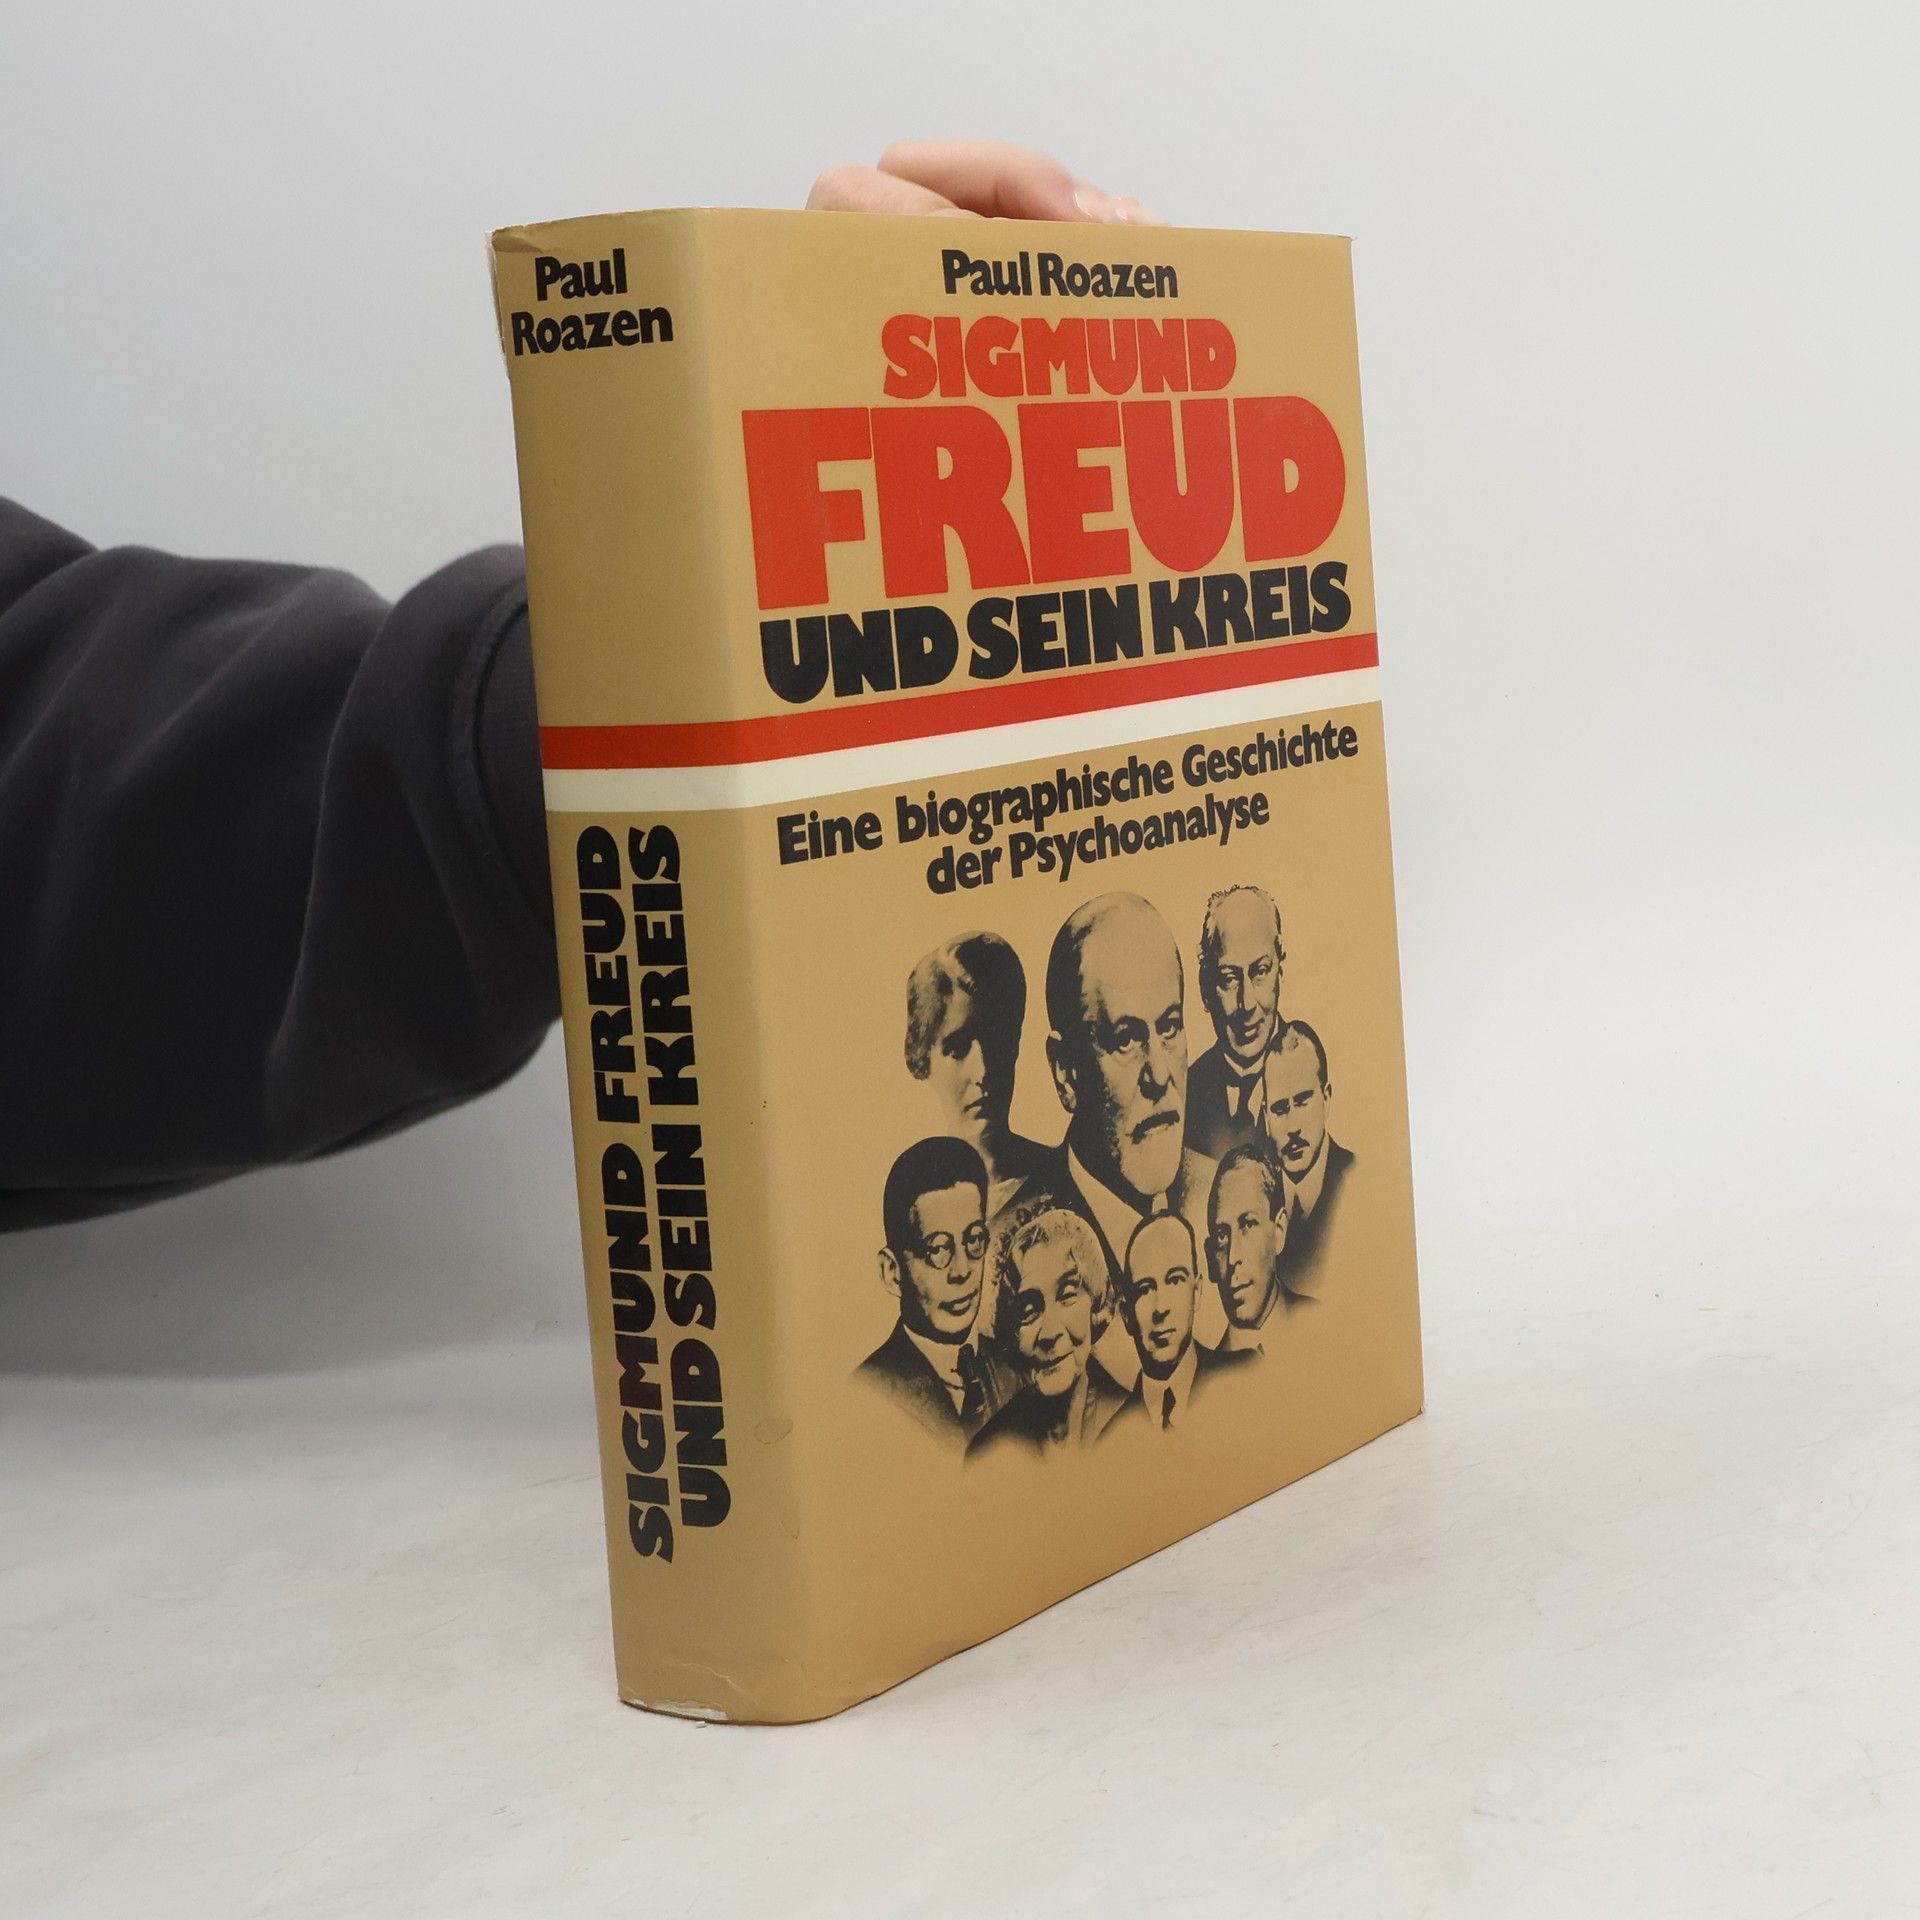 Paul
Roazen
SIGMUND FREUD
UND SEIN KREIS
Paul Roazen
SIGMUND
FREUD
UND SEIN KREIS
Eine biographische Geschichte
der Psychoanalyse